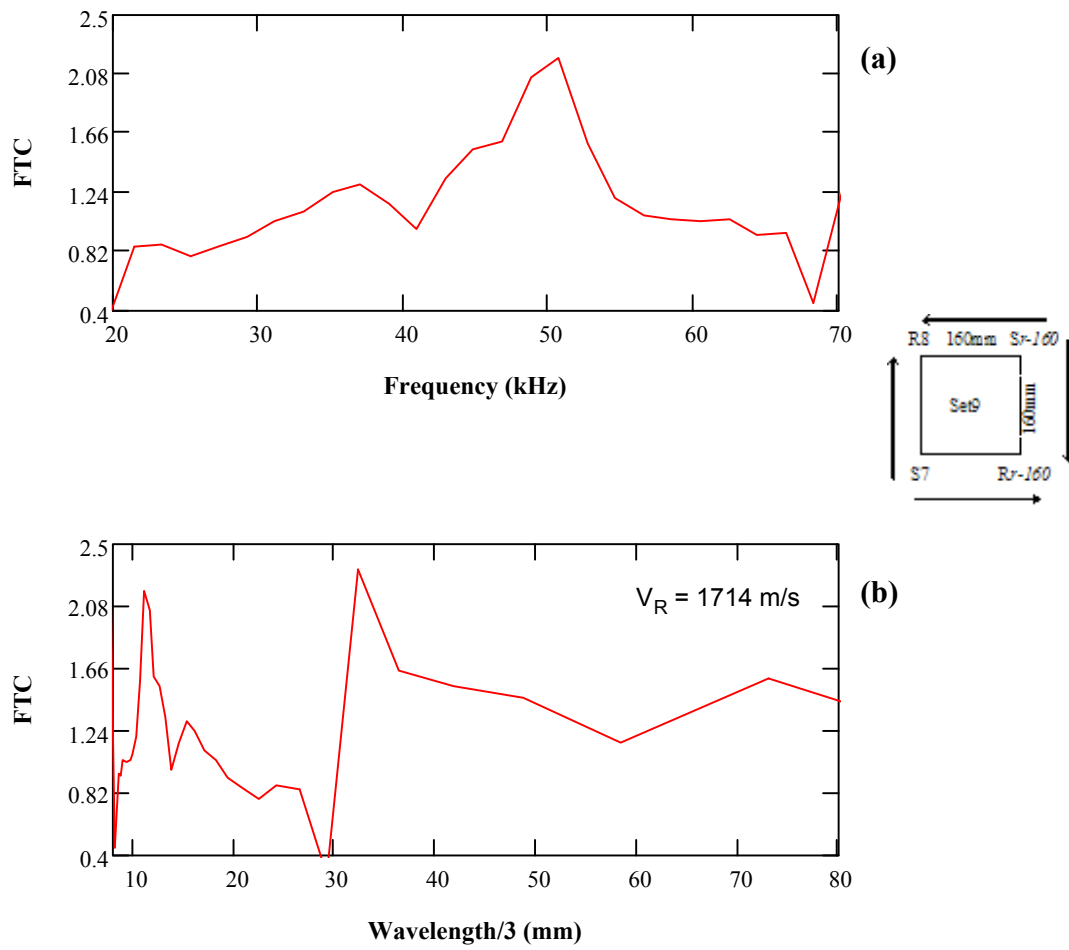 2.5
2.08
1.66
1.24
0.82
0.4
FTC
20 30 40 50 60 70
Frequency (kHz)
(a)
R8 160mm Sr-160
Set9
160mm
S7 Rr-160
2.5
2.08
1.66
1.24
0.82
0.4
FTC
V_R = 1714 m/s
(b)
10 20 30 40 50 60 70 80
Wavelength/3 (mm)